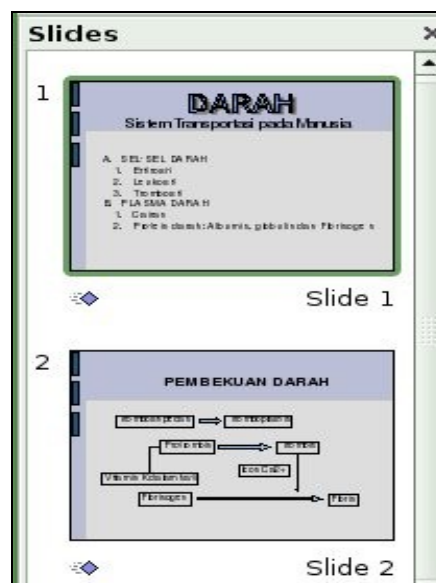 Slides
1
DARAH
Sistem Transportasi pada Manusia
A. SEL-SEL DARAH
1. Eritrosit
2. Leukosit
3. Trombosit
B. PLASMA DARAH
1. Cairan
2. Protein darah: Albumin, globulin dan Fibrinogen
Slide 1
2
PEMBEKUAN DARAH
Tromboplastin
Protrombin
Trombin
Ion Ca2+
Vitamin K
Fibrinogen
Fibrin
Slide 2